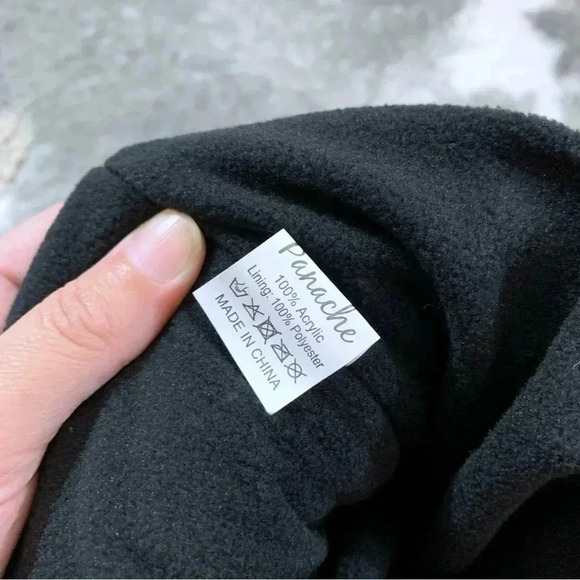 Panache
100% Acrylic
Lining: 100% Polyester
MADE IN CHINA